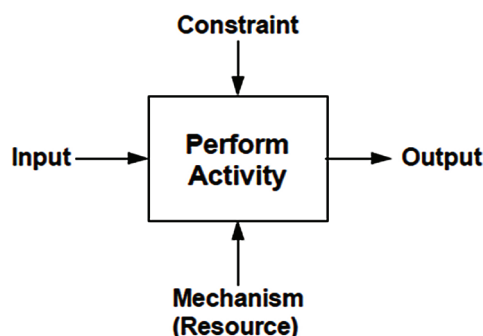 Constraint
Input
Perform
Activity
Output
Mechanism
(Resource)